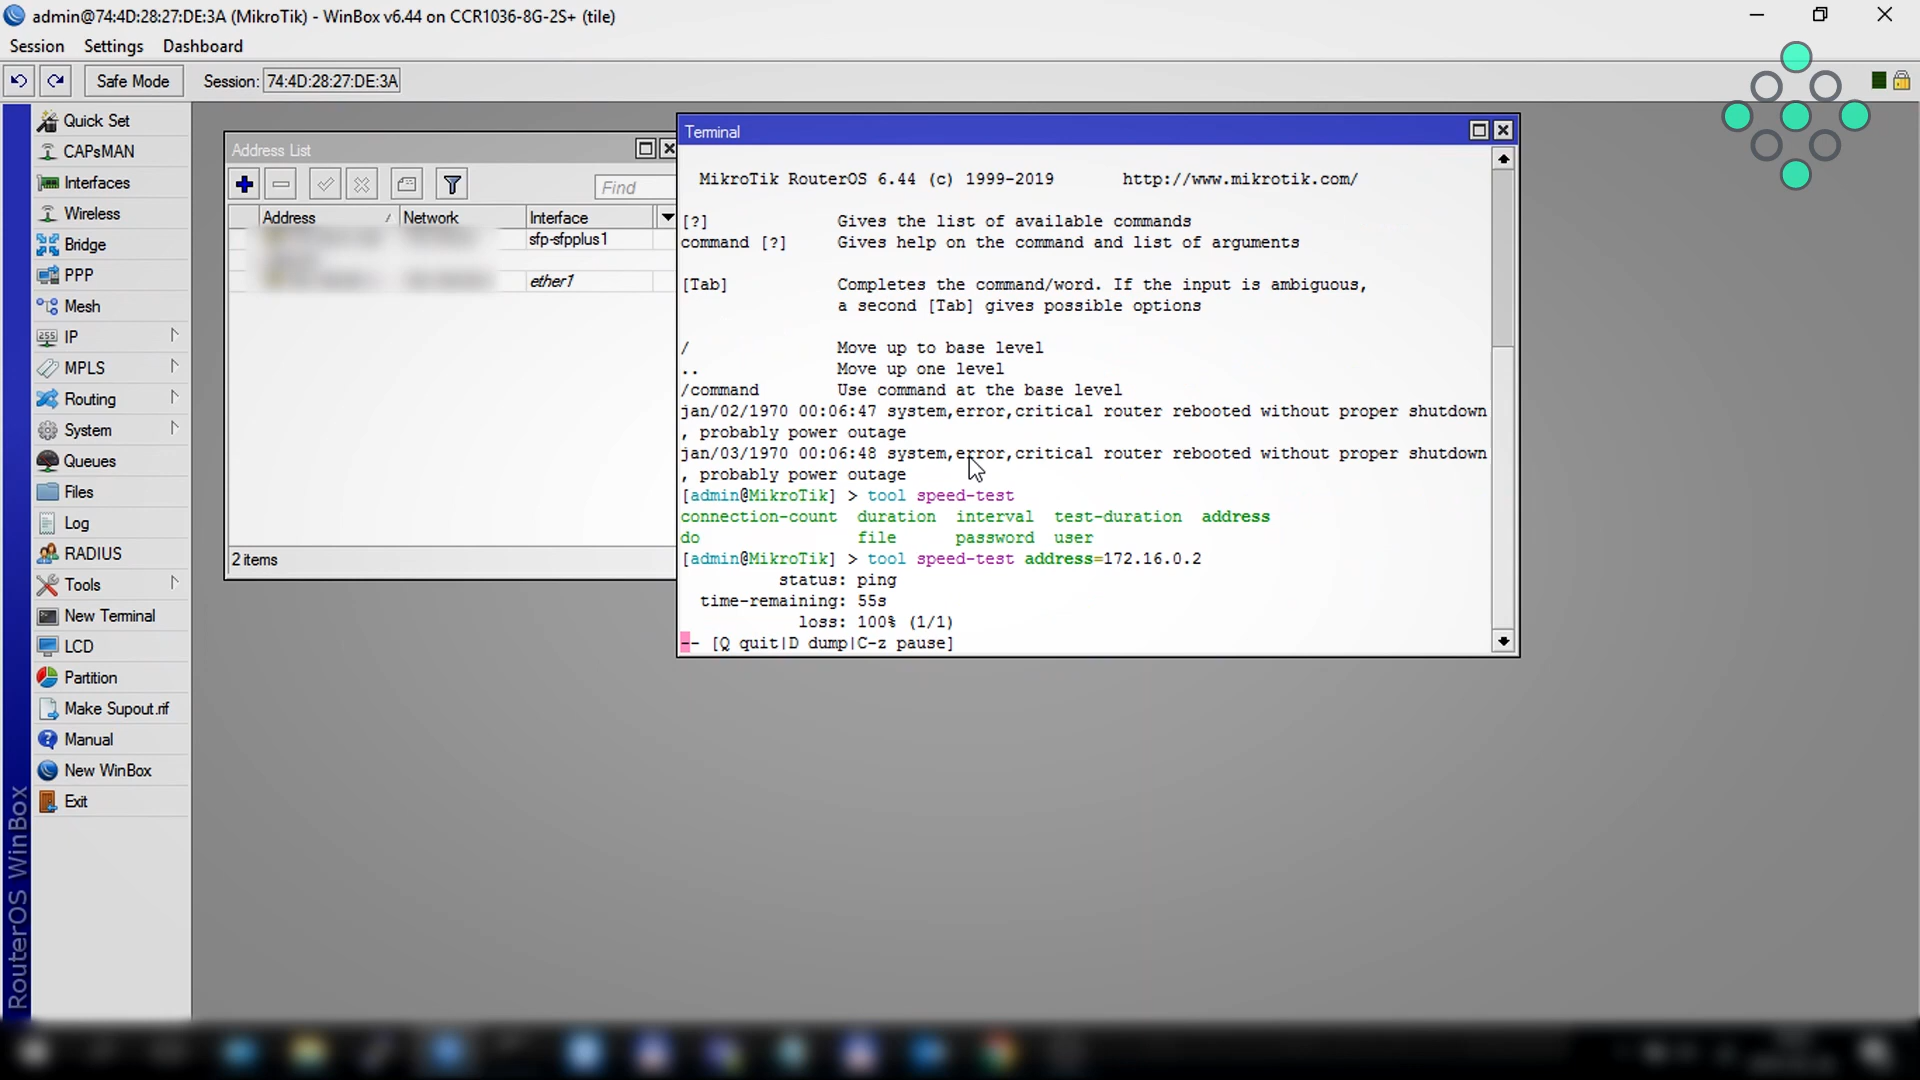 admin@74:4D:28:27:DE:3A (MikroTik) - WinBox v6.44 on CCR1036-8G-2S+ (tile)
Session Settings Dashboard
Safe Mode Session: 74:4D:28:27:DE:3A
Quick Set
CAPsMAN
Interfaces
Wireless
Bridge
PPP
Mesh
IP
MPLS
Routing
System
Queues
Files
Log
RADIUS
Tools
New Terminal
LCD
Partition
Make Supout.rif
Manual
New WinBox
Exit
RouterOS WinBox
Address List
Find
Address Network Interface
sfp-sfpplus1
ether1
2 items
Terminal
MikroTik RouterOS 6.44 (c) 1999-2019 http://www.mikrotik.com/
[?] Gives the list of available commands
command [?] Gives help on the command and list of arguments
[Tab] Completes the command/word. If the input is ambiguous,
a second [Tab] gives possible options
/ Move up to base level
.. Move up one level
/command Use command at the base level
jan/02/1970 00:06:47 system,error,critical router rebooted without proper shutdown
, probably power outage
jan/03/1970 00:06:48 system,error,critical router rebooted without proper shutdown
, probably power outage
[admin@MikroTik] > tool speed-test
connection-count duration interval test-duration address
do file password user
[admin@MikroTik] > tool speed-test address=172.16.0.2
status: ping
time-remaining: 55s
loss: 100% (1/1)
-- [Q quit|D dump|C-z pause]